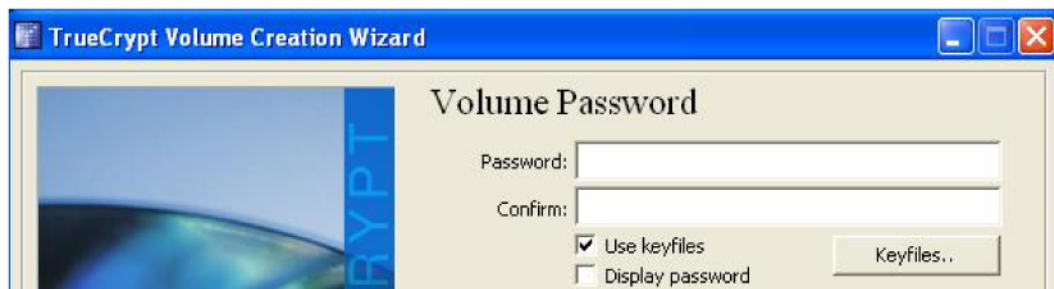 TrueCrypt Volume Creation Wizard
Volume Password
Password:
Confirm:
Use keyfiles
Keyfiles..
Display password
RYPT